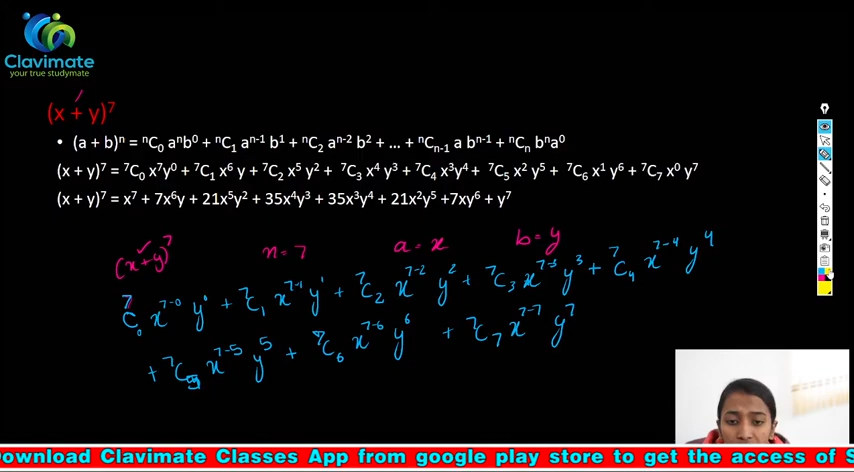 Clavimate
your true studymate
(x + y)⁷
• (a + b)ⁿ = ⁿC₀ aⁿb⁰ + ⁿC₁ aⁿ⁻¹ b¹ + ⁿC₂ aⁿ⁻² b² + ... + ⁿCₙ₋₁ a bⁿ⁻¹ + ⁿCₙ bⁿa⁰
(x + y)⁷ = ⁷C₀ x⁷y⁰ + ⁷C₁ x⁶ y + ⁷C₂ x⁵ y² + ⁷C₃ x⁴ y³ + ⁷C₄ x³y⁴ + ⁷C₅ x² y⁵ + ⁷C₆ x¹ y⁶ + ⁷C₇ x⁰ y⁷
(x + y)⁷ = x⁷ + 7x⁶y + 21x⁵y² + 35x⁴y³ + 35x³y⁴ + 21x²y⁵ +7xy⁶ + y⁷
(x+y)⁷ n = 7 a = x b = y
⁷C₀ x⁷⁻⁰ y⁰ + ⁷C₁ x⁷⁻¹ y¹ + ⁷C₂ x⁷⁻² y² + ⁷C₃ x⁷⁻³ y³ + ⁷C₄ x⁷⁻⁴ y⁴
+ ⁷C₅ x⁷⁻⁵ y⁵ + ⁷C₆ x⁷⁻⁶ y⁶ + ⁷C₇ x⁷⁻⁷ y⁷
ownload Clavimate Classes App from google play store to get the access of S